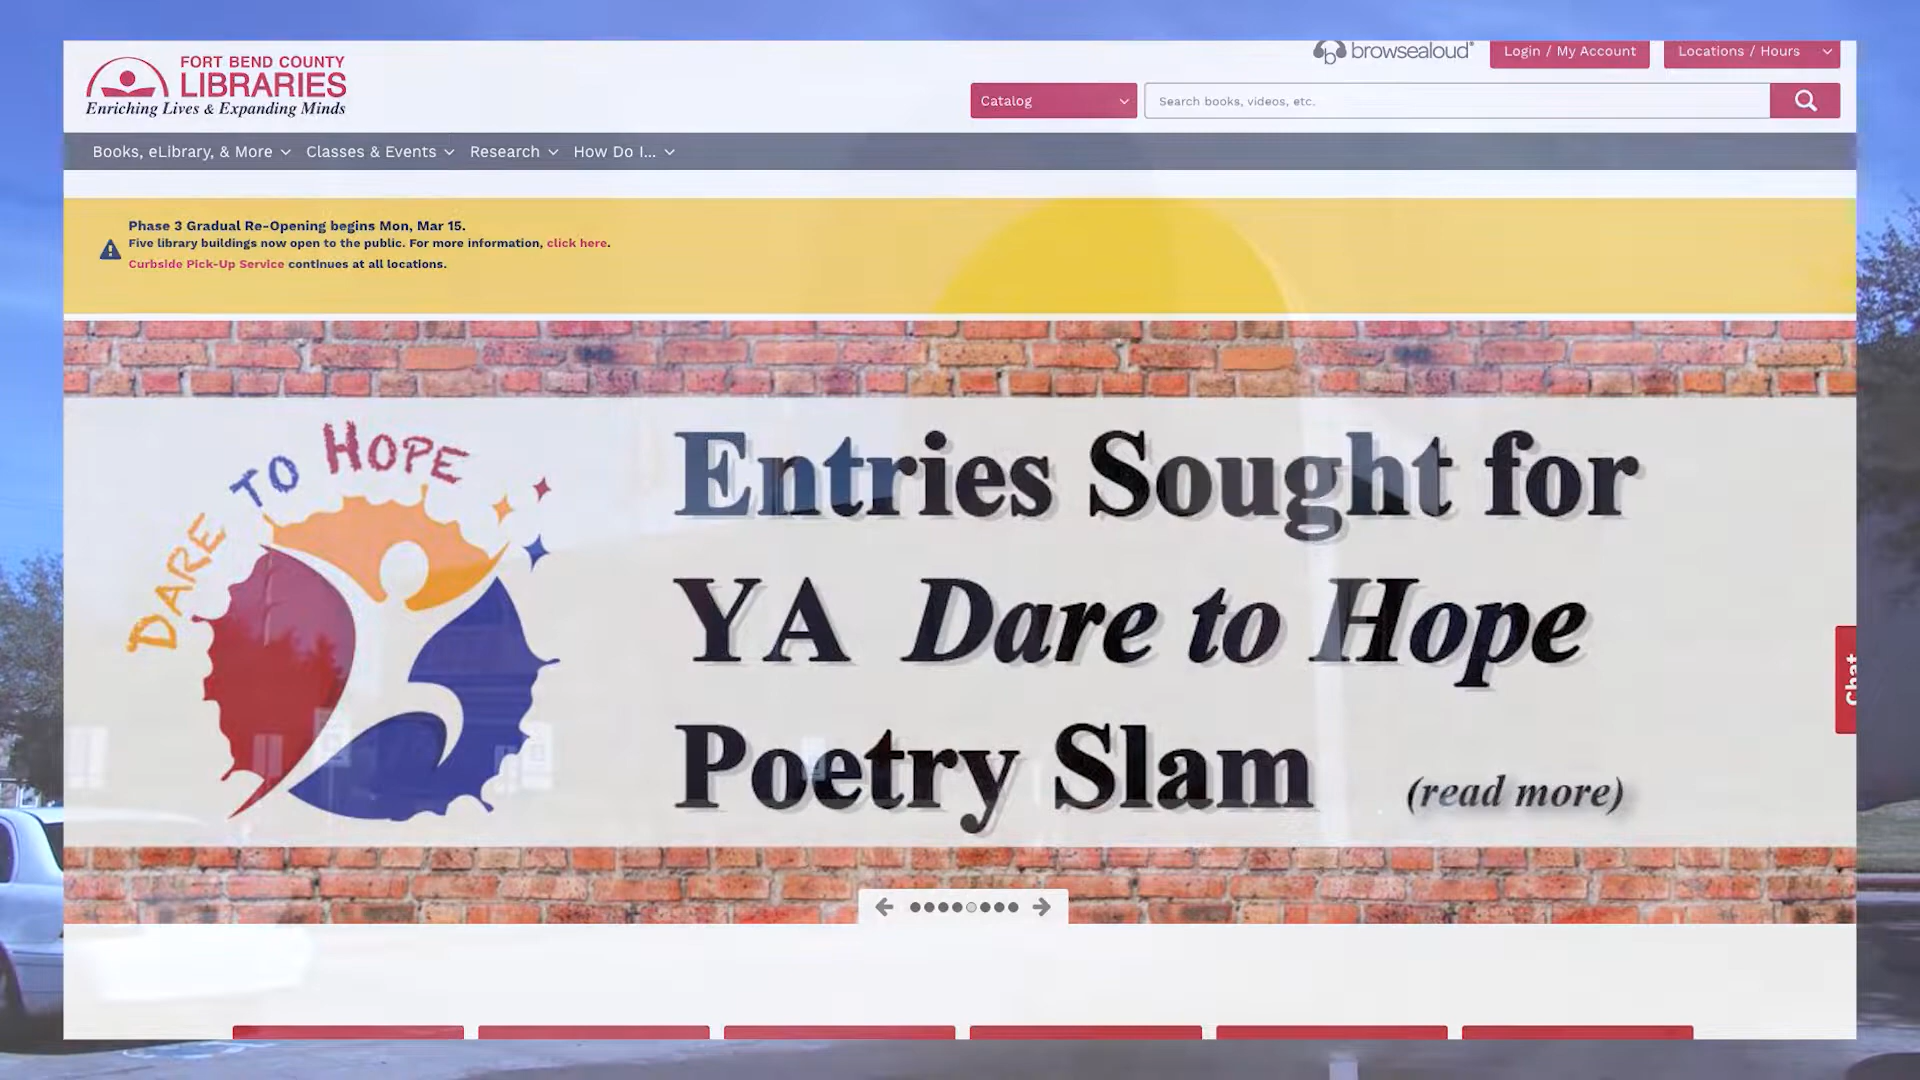 FORT BEND COUNTY
LIBRARIES
Enriching Lives & Expanding Minds
browsealoud
Login / My Account
Locations / Hours
Catalog
Search books, videos, etc.
Books, eLibrary, & More
Classes & Events
Research
How Do I...
Phase 3 Gradual Re-Opening begins Mon, Mar 15.
Five library buildings now open to the public. For more information, click here.
Curbside Pick-Up Service continues at all locations.
DARE TO HOPE
Entries Sought for
YA Dare to Hope
Poetry Slam
(read more)
Chat